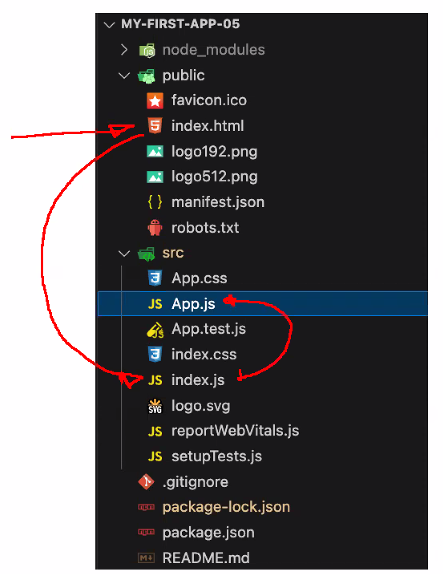 MY-FIRST-APP-05
node_modules
public
favicon.ico
index.html
logo192.png
logo512.png
{ } manifest.json
robots.txt
src
App.css
JS App.js
App.test.js
index.css
JS index.js
SVG logo.svg
JS reportWebVitals.js
JS setupTests.js
.gitignore
package-lock.json
package.json
README.md